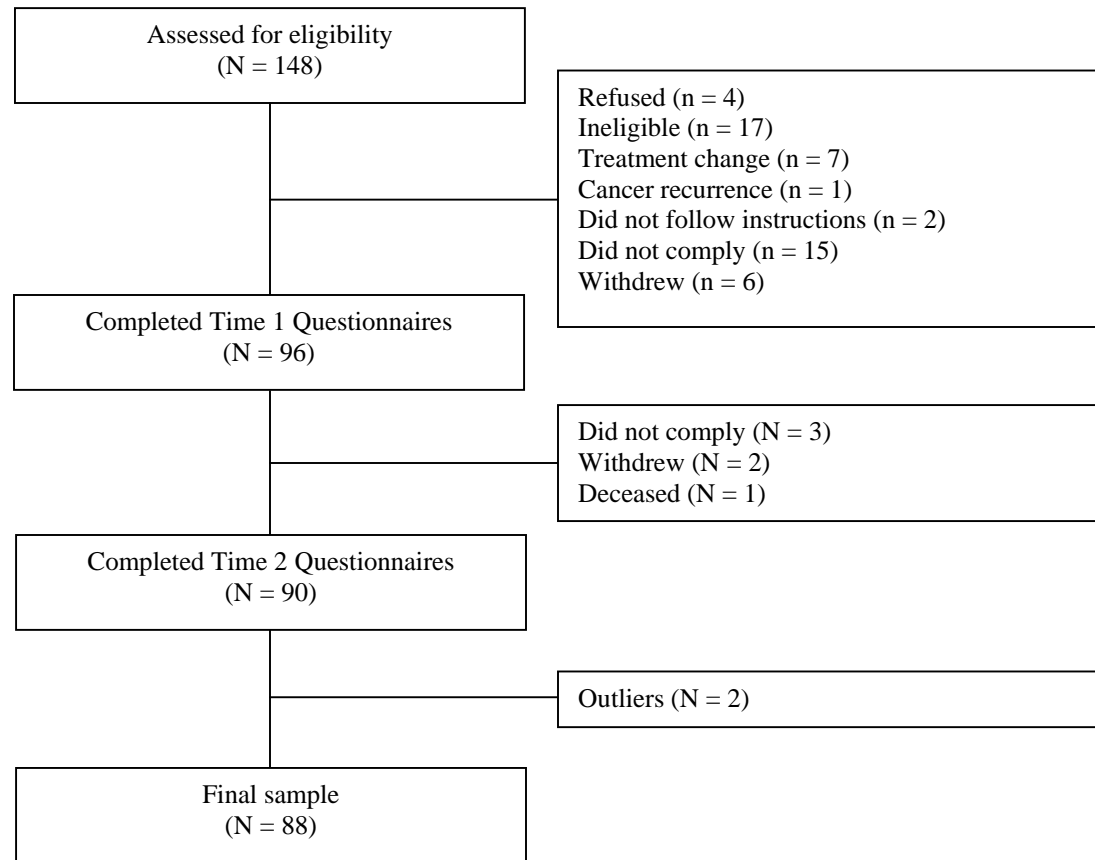 Assessed for eligibility
(N = 148)
Refused (n = 4)
Ineligible (n = 17)
Treatment change (n = 7)
Cancer recurrence (n = 1)
Did not follow instructions (n = 2)
Did not comply (n = 15)
Withdrew (n = 6)
Completed Time 1 Questionnaires
(N = 96)
Did not comply (N = 3)
Withdrew (N = 2)
Deceased (N = 1)
Completed Time 2 Questionnaires
(N = 90)
Outliers (N = 2)
Final sample
(N = 88)